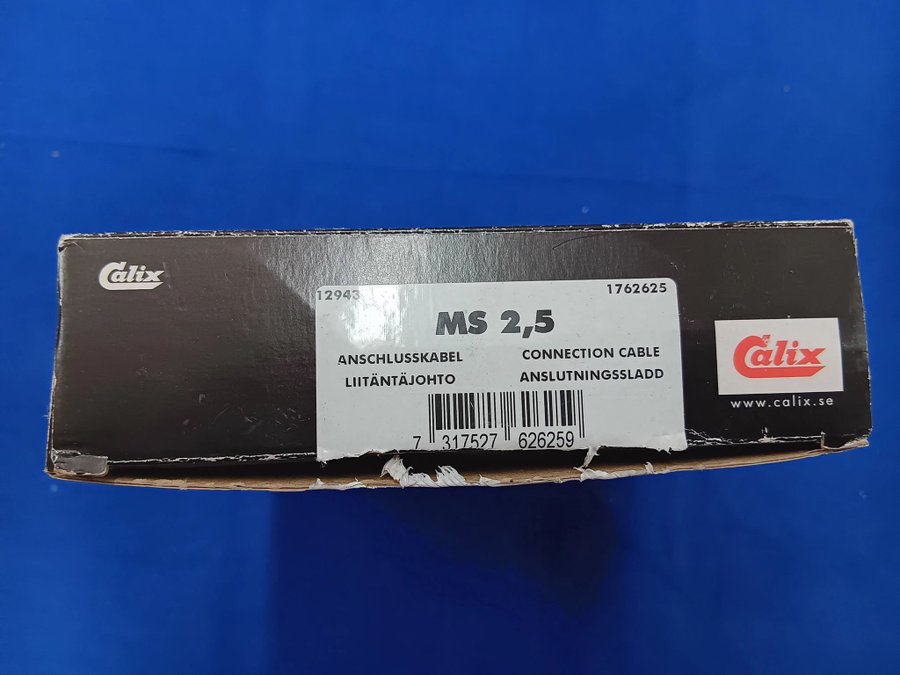 Calix
12943 1762625
MS 2,5
ANSCHLUSSKABEL CONNECTION CABLE
LIITÄNTÄJOHTO ANSLUTNINGSSLADD
7 317527 626259
Calix
www.calix.se